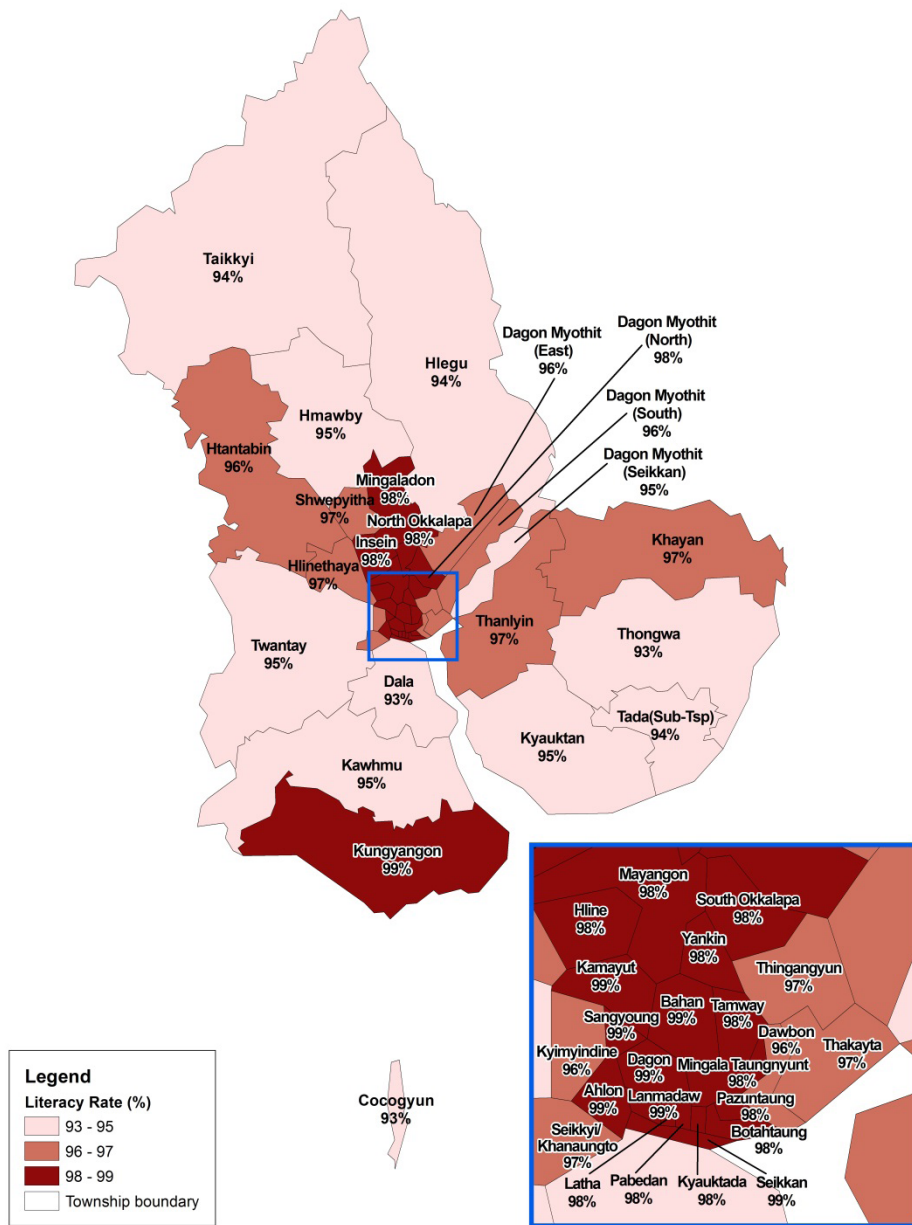 Taikkyi
94%
Hlegu
94%
Dagon Myothit
(East)
96%
Dagon Myothit
(North)
98%
Dagon Myothit
(South)
96%
Dagon Myothit
(Seikkan)
95%
Hmawby
95%
Htantabin
96%
Mingaladon
98%
Shwepyitha
97%
North Okkalapa
98%
Insein
98%
Hlinethaya
97%
Khayan
97%
Thanlyin
97%
Thongwa
93%
Twantay
95%
Dala
93%
Tada(Sub-Tsp)
94%
Kyauktan
95%
Kawhmu
95%
Kungyangon
99%
Cocogyun
93%
Mayangon
98%
South Okkalapa
98%
Hline
98%
Yankin
98%
Kamayut
99%
Thingangyun
97%
Bahan
99%
Tamway
98%
Sangyoung
99%
Dawbon
96%
Thakayta
97%
Kyimyindine
96%
Dagon
99%
Mingala Taungnyunt
98%
Ahlon
99%
Lanmadaw
99%
Pazuntaung
98%
Botahtaung
98%
Seikkyi/
Khanaungto
97%
Latha
98%
Pabedan
98%
Kyauktada
98%
Seikkan
99%
Legend
Literacy Rate (%)
93 - 95
96 - 97
98 - 99
Township boundary